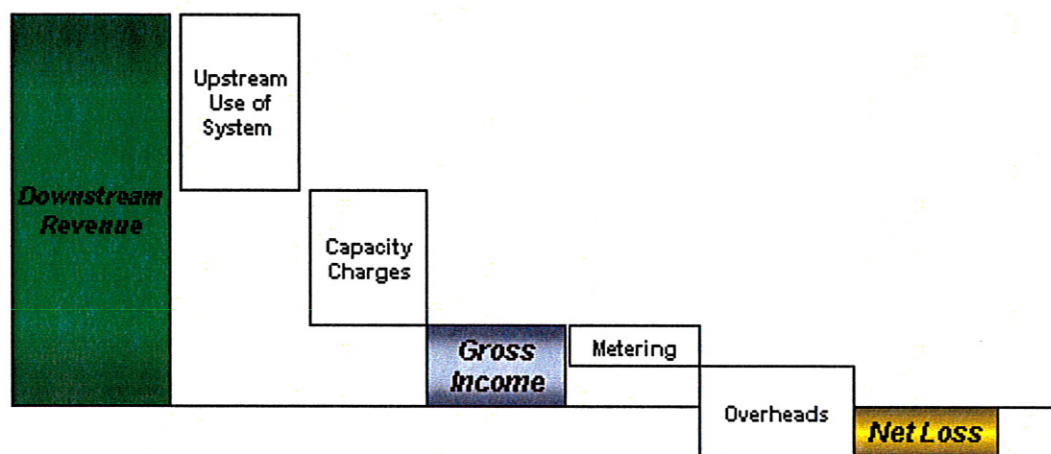 Upstream
Use of
System
Downstream
Revenue
Capacity
Charges
Gross
Income
Metering
Overheads
Net Loss